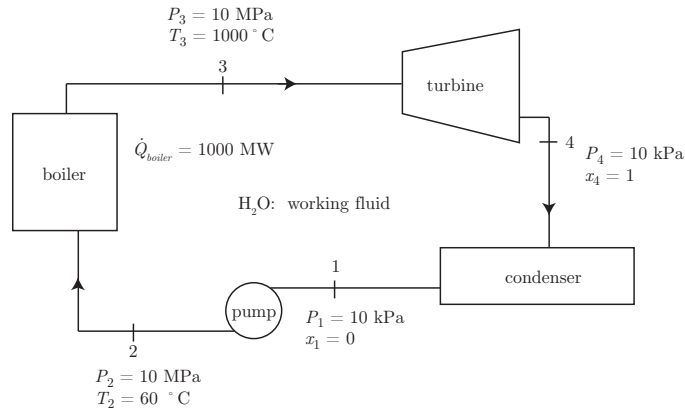 P₃ = 10 MPa
T₃ = 1000 °C
3
turbine
4
P₄ = 10 kPa
x₄ = 1
Q̇_boiler = 1000 MW
boiler
H₂O: working fluid
condenser
1
pump
P₁ = 10 kPa
x₁ = 0
2
P₂ = 10 MPa
T₂ = 60 °C